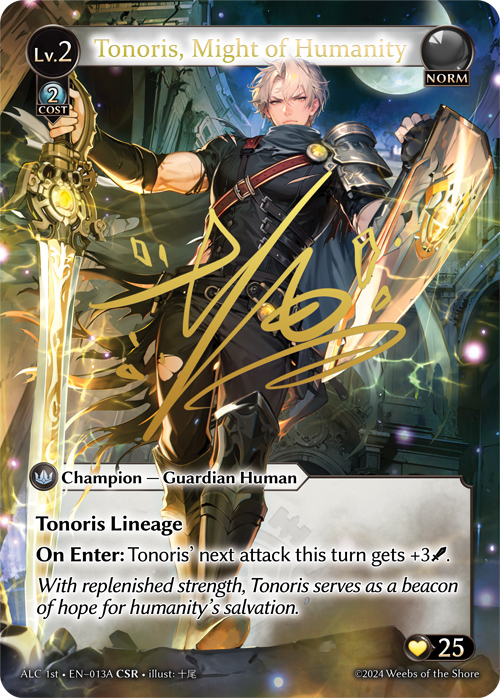 Lv.2
Tonoris, Might of Humanity
NORM
2
COST
Champion — Guardian Human
Tonoris Lineage
On Enter: Tonoris' next attack this turn gets +3.
With replenished strength, Tonoris serves as a beacon
of hope for humanity's salvation.
25
ALC 1st • EN-013A CSR • illust: 十尾
©2024 Weebs of the Shore